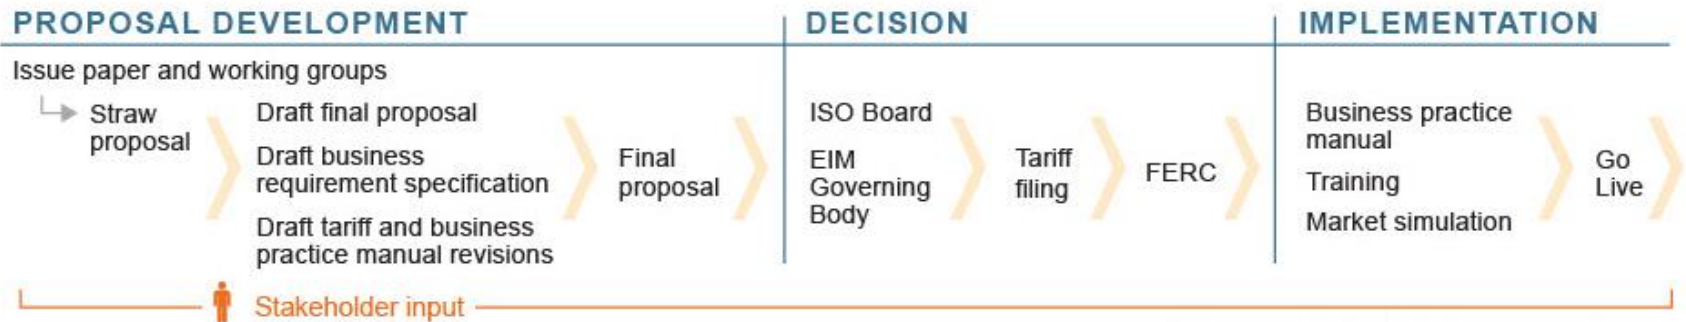 PROPOSAL DEVELOPMENT
Issue paper and working groups
Straw
proposal
Draft final proposal
Draft business
requirement specification
Draft tariff and business
practice manual revisions
Final
proposal
DECISION
ISO Board
EIM
Governing
Body
Tariff
filing
FERC
IMPLEMENTATION
Business practice
manual
Training
Market simulation
Go
Live
Stakeholder input